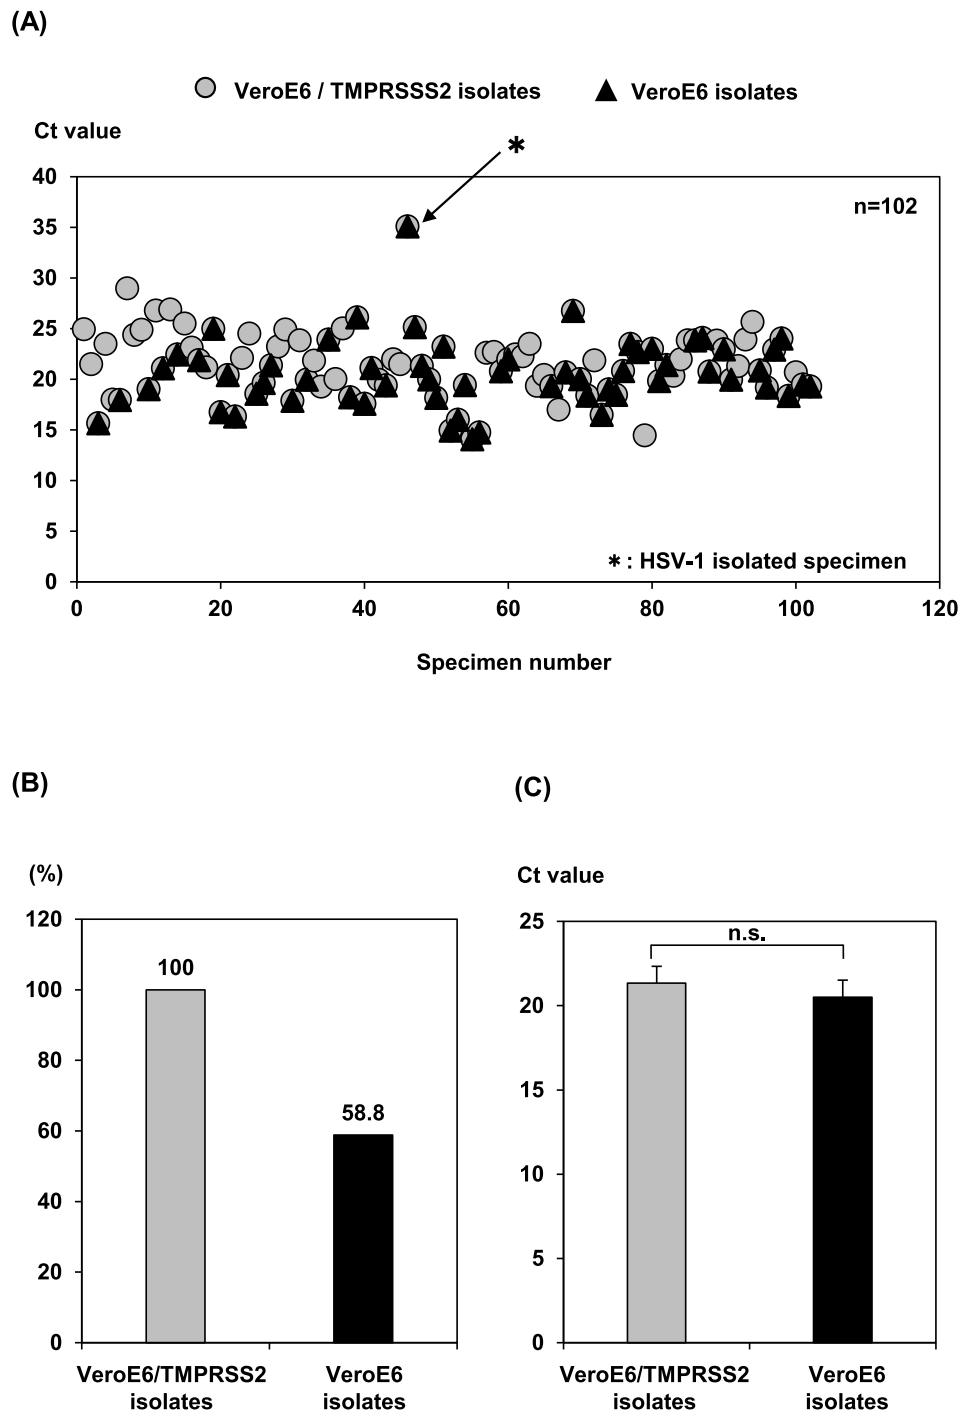 (A)
VeroE6 / TMPRSSS2 isolates VeroE6 isolates
Ct value
*
40
n=102
35
30
25
20
15
10
5
* : HSV-1 isolated specimen
0
0 20 40 60 80 100 120
Specimen number
(B) (C)
(%) Ct value
120
100
100
80
60
58.8
40
20
0
VeroE6/TMPRSS2 VeroE6
isolates isolates
25
n.s.
20
15
10
5
0
VeroE6/TMPRSS2 VeroE6
isolates isolates